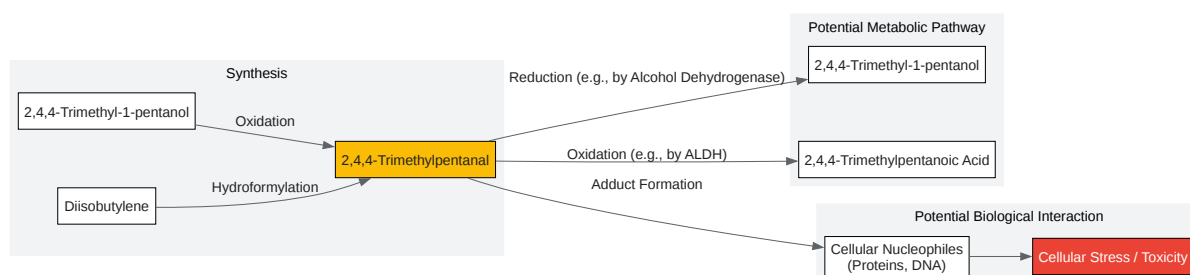 Synthesis
2,4,4-Trimethyl-1-pentanol
Oxidation
Diisobutylene
Hydroformylation
2,4,4-Trimethylpentanal
Reduction (e.g., by Alcohol Dehydrogenase)
Oxidation (e.g., by ALDH)
Adduct Formation
Potential Metabolic Pathway
2,4,4-Trimethyl-1-pentanol
2,4,4-Trimethylpentanoic Acid
Potential Biological Interaction
Cellular Nucleophiles
(Proteins, DNA)
Cellular Stress / Toxicity